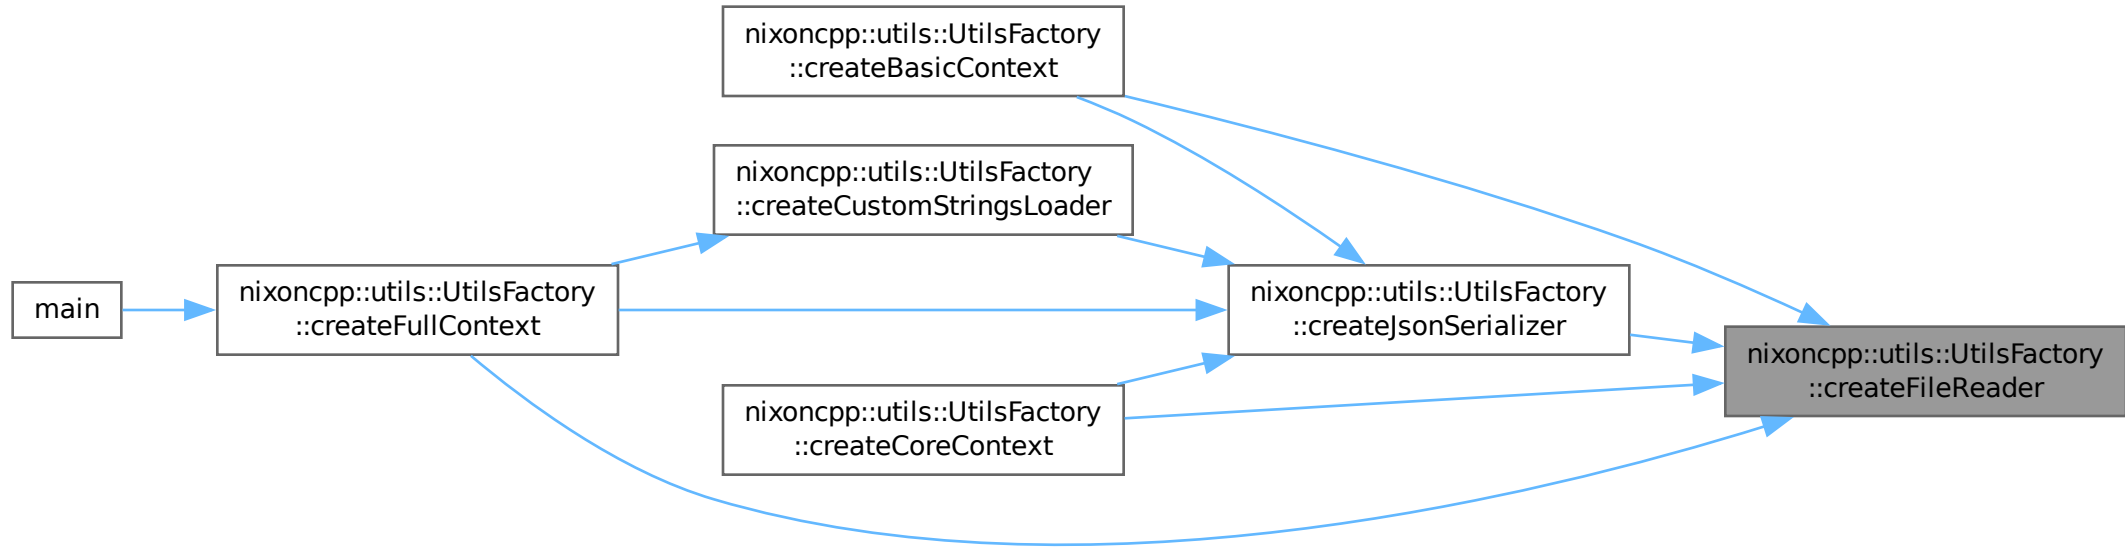 nixoncpp::utils::UtilsFactory
::createBasicContext
nixoncpp::utils::UtilsFactory
::createCustomStringsLoader
main
nixoncpp::utils::UtilsFactory
::createFullContext
nixoncpp::utils::UtilsFactory
::createJsonSerializer
nixoncpp::utils::UtilsFactory
::createFileReader
nixoncpp::utils::UtilsFactory
::createCoreContext